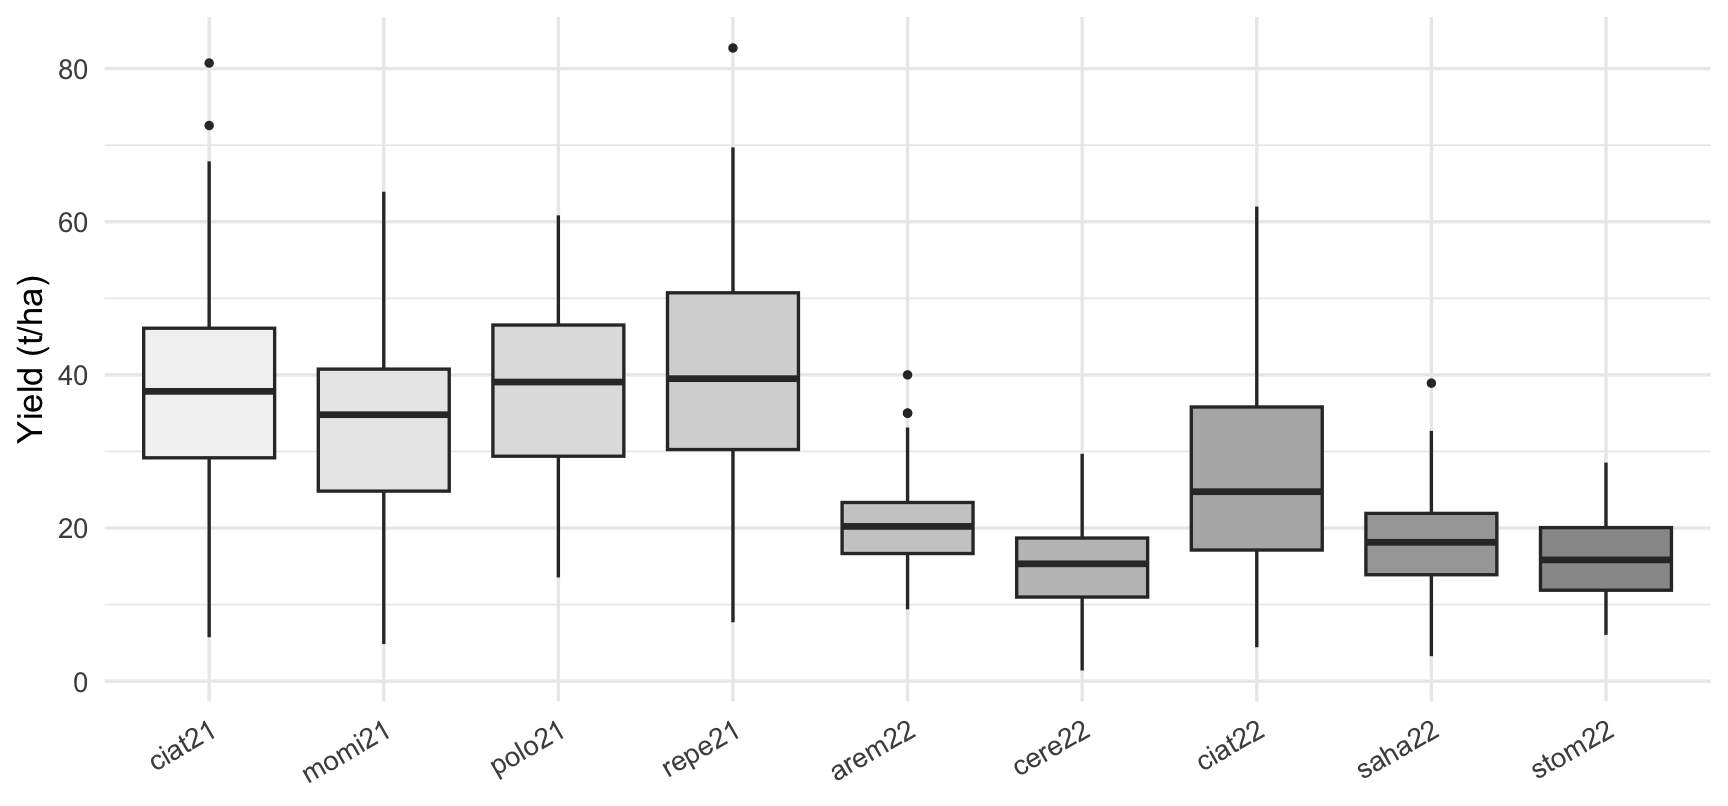 Yield (t/ha)
80
60
40
20
0
ciat21
momi21
polo21
repe21
arem22
cere22
ciat22
saha22
stom22